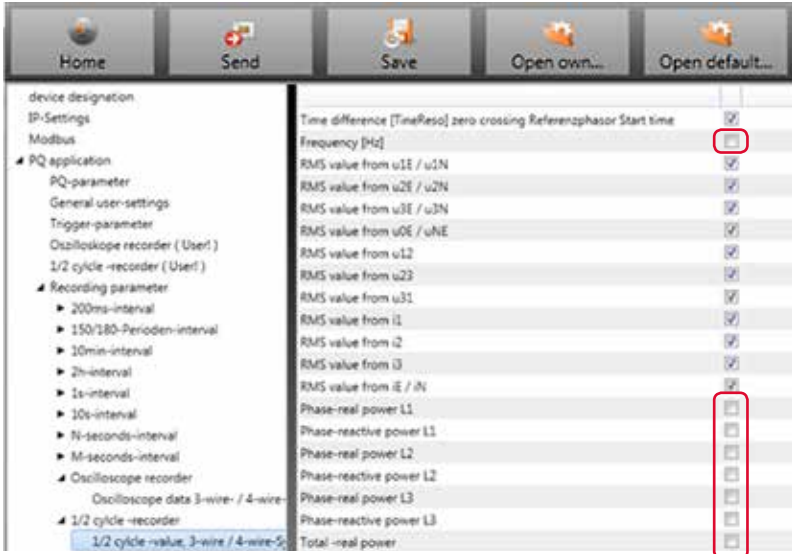 Home
Send
Save
Open own...
Open default...
device designation
IP-Settings
Modbus
PQ application
PQ-parameter
General user-settings
Trigger-parameter
Oszilloskope recorder ( User! )
1/2 cylcle -recorder ( User! )
Recording parameter
200ms-interval
150/180-Perioden-interval
10min-interval
2h-interval
1s-interval
10s-interval
N-seconds-interval
M-seconds-interval
Oscilloscope recorder
Oscilloscope data 3-wire- / 4-wire-
1/2 cylcle -recorder
1/2 cylcle -value, 3-wire / 4-wire-Sy
Time difference [TineReso] zero crossing Referenzphasor Start time
Frequency [Hz]
RMS value from u1E / u1N
RMS value from u2E / u2N
RMS value from u3E / u3N
RMS value from u0E / uNE
RMS value from u12
RMS value from u23
RMS value from u31
RMS value from i1
RMS value from i2
RMS value from i3
RMS value from iE / iN
Phase-real power L1
Phase-reactive power L1
Phase-real power L2
Phase-reactive power L2
Phase-real power L3
Phase-reactive power L3
Total -real power